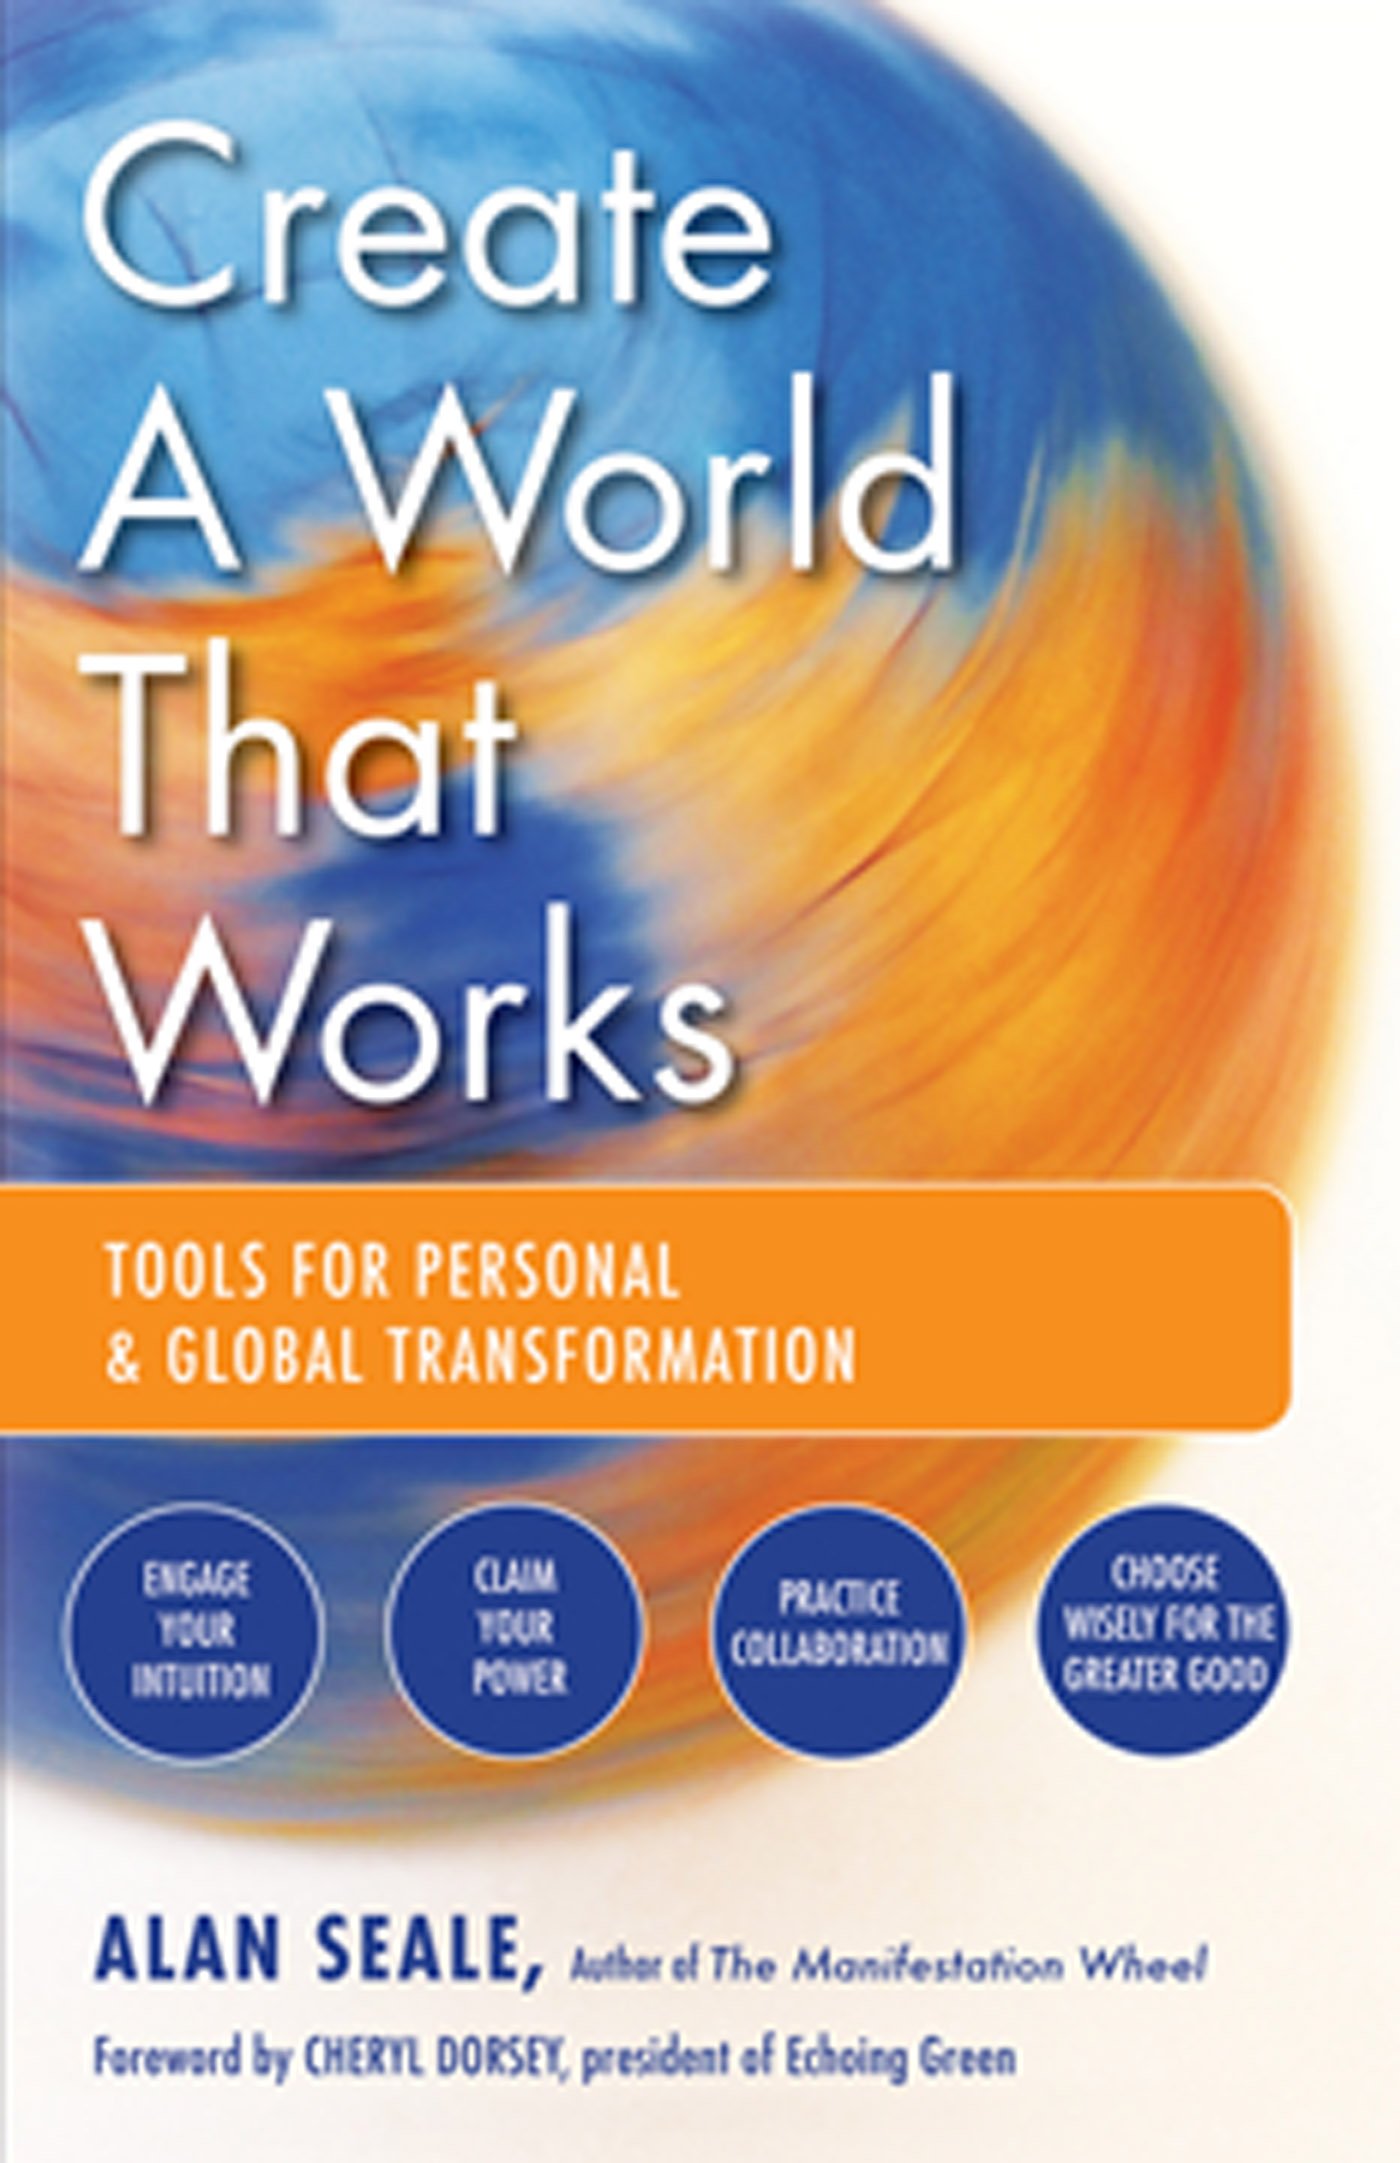 Create
A World
That
Works
TOOLS FOR PERSONAL
& GLOBAL TRANSFORMATION
ENGAGE
YOUR
INTUITION
CLAIM
YOUR
POWER
PRACTICE
COLLABORATION
CHOOSE
WISELY FOR THE
GREATER GOOD
ALAN SEALE, Author of The Manifestation Wheel
Foreword by CHERYL DORSEY, president of Echoing Green